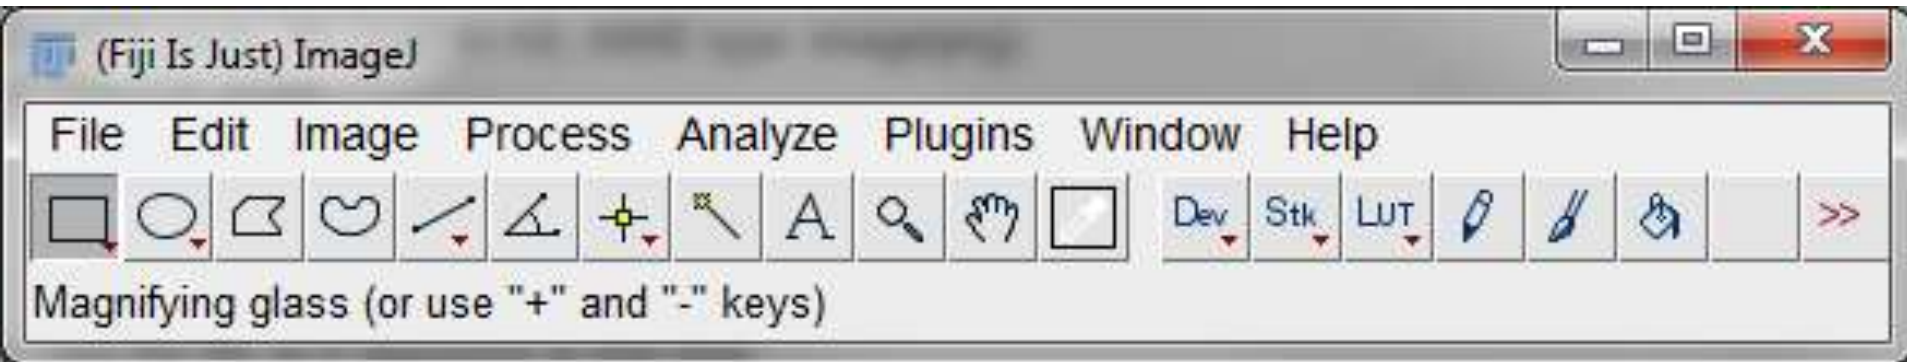 (Fiji Is Just) ImageJ
File Edit Image Process Analyze Plugins Window Help
A Dev Stk LUT >>
Magnifying glass (or use "+" and "-" keys)